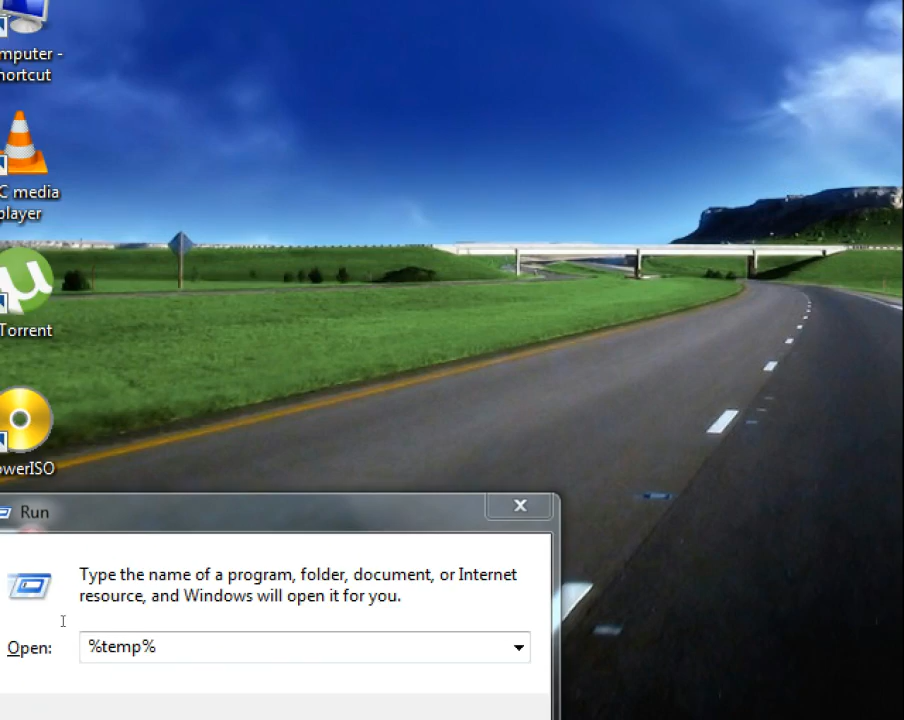 mputer -
hortcut
C media
player
Torrent
owerISO
Run
Type the name of a program, folder, document, or Internet
resource, and Windows will open it for you.
Open:
%temp%